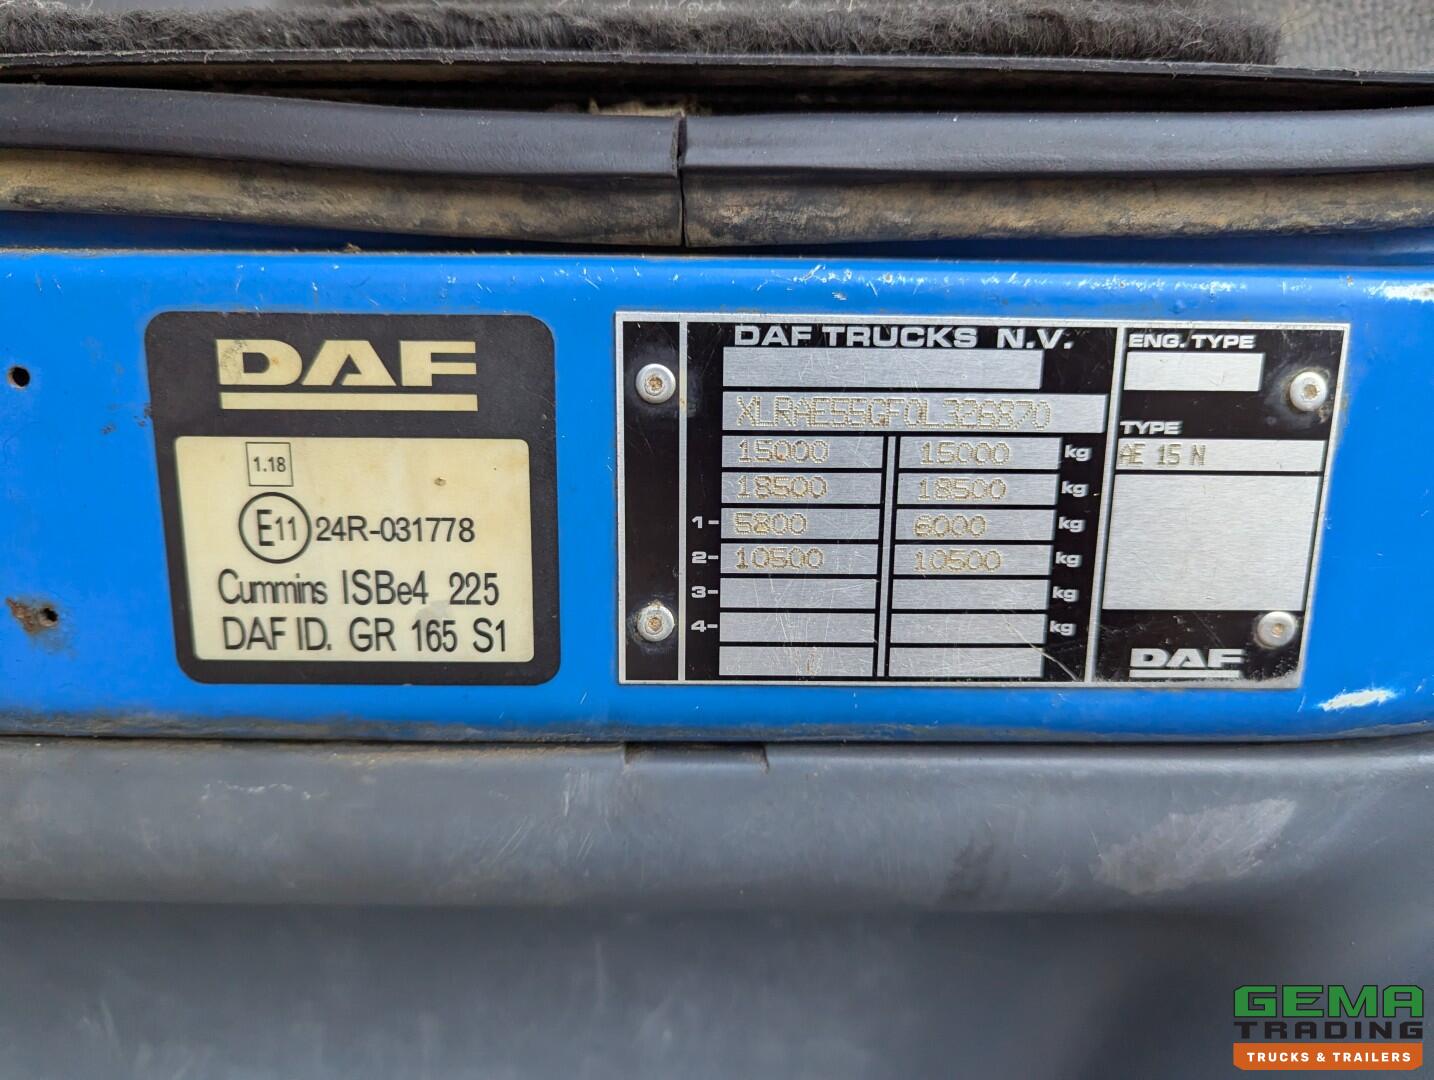 DAF
1.18
E11 24R-031778
Cummins ISBe4 225
DAF ID. GR 165 S1
DAF TRUCKS N.V.
XLRAE55GF0L326870
15000 15000 kg
18500 18500 kg
1- 5800 6000 kg
2- 10500 10500 kg
3- kg
4- kg
ENG. TYPE
TYPE
AE 15 N
DAF
GEMA
TRADING
TRUCKS & TRAILERS